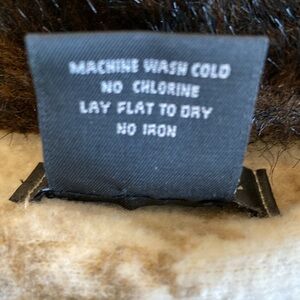 MACHINE WASH COLD
NO CHLORINE
LAY FLAT TO DRY
NO IRON